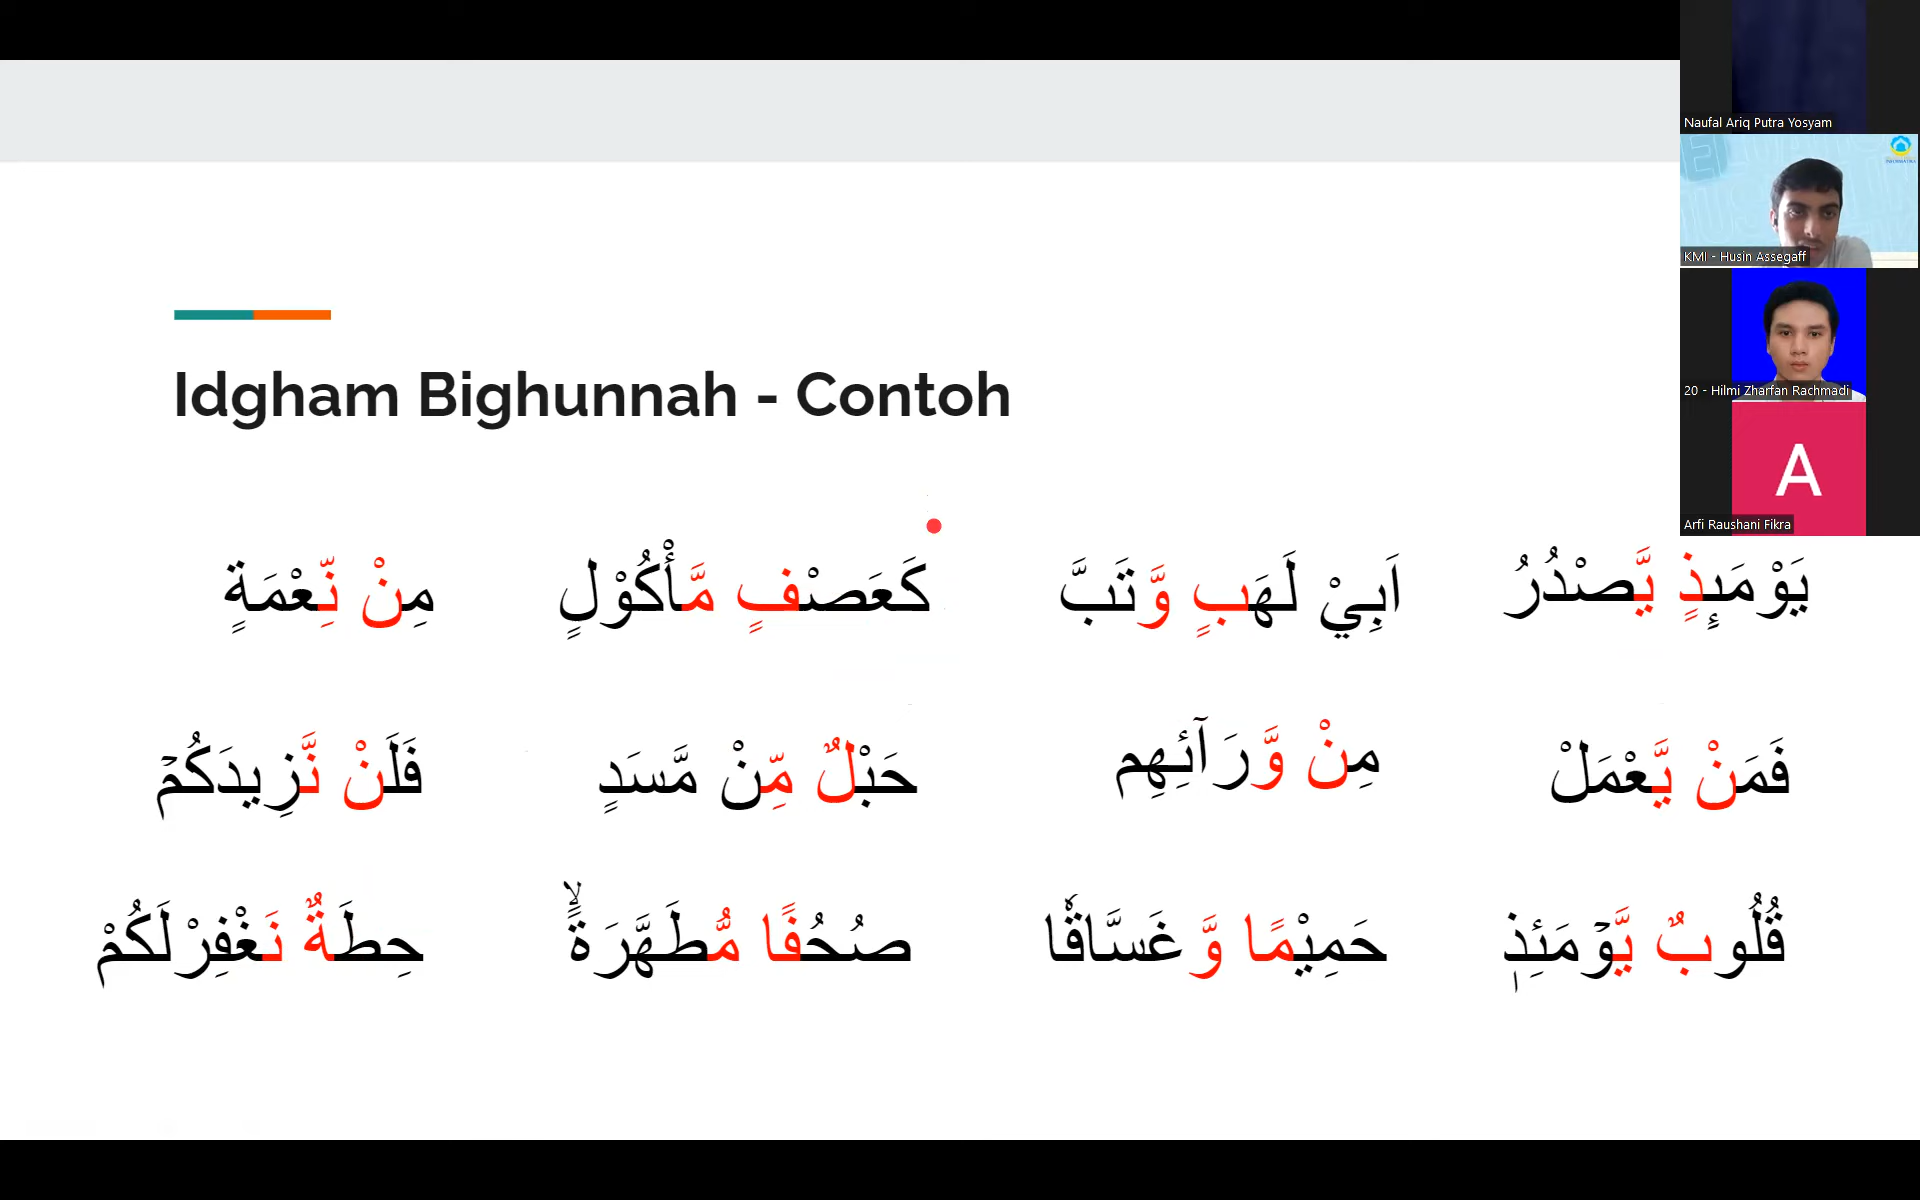 Idgham Bighunnah - Contoh
يَوْمَىِٕذٍ يَّصْدُرُ
اَبِيْ لَهَبٍ وَّتَبَّ
كَعَصْفٍ مَّأْكُوْلٍ
مِنْ نِّعْمَةٍ
فَمَنْ يَّعْمَلْ
مِنْ وَّرَآئِهِم
حَبْلٌ مِّنْ مَّسَدٍ
فَلَنْ نَّزِيدَكُمْ
قُلُوبٌ يَّوْمَئِذٖ
حَمِيْمًا وَّغَسَّاقٗا
صُحُفًا مُّطَهَّرَةًۙ
حِطَةٌ نَغْفِرْلَكُمْ
Naufal Ariq Putra Yosyam
KMI - Husin Assegaff
20 - Hilmi Zharfan Rachmadi
A
Arfi Raushani Fikra